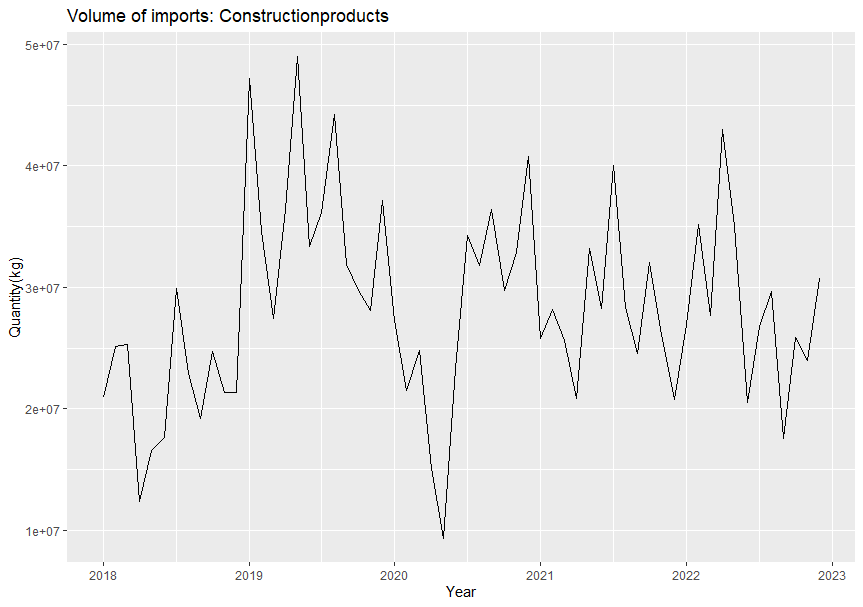 Volume of imports: Constructionproducts
5e+07
4e+07
3e+07
2e+07
1e+07
Quantity(kg)
2018 2019 2020 2021 2022 2023
Year